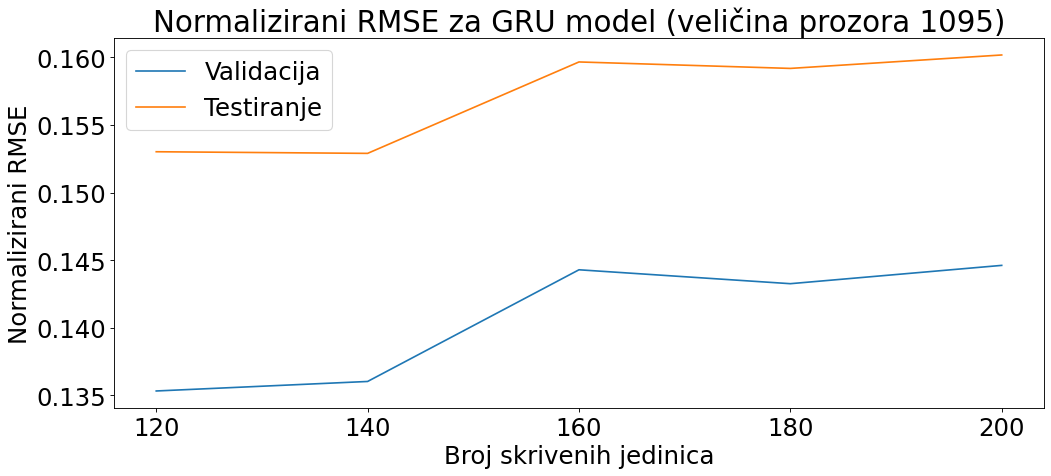 Normalizirani RMSE za GRU model (veličina prozora 1095)
Validacija
Testiranje
Normalizirani RMSE
0.160
0.155
0.150
0.145
0.140
0.135
120 140 160 180 200
Broj skrivenih jedinica